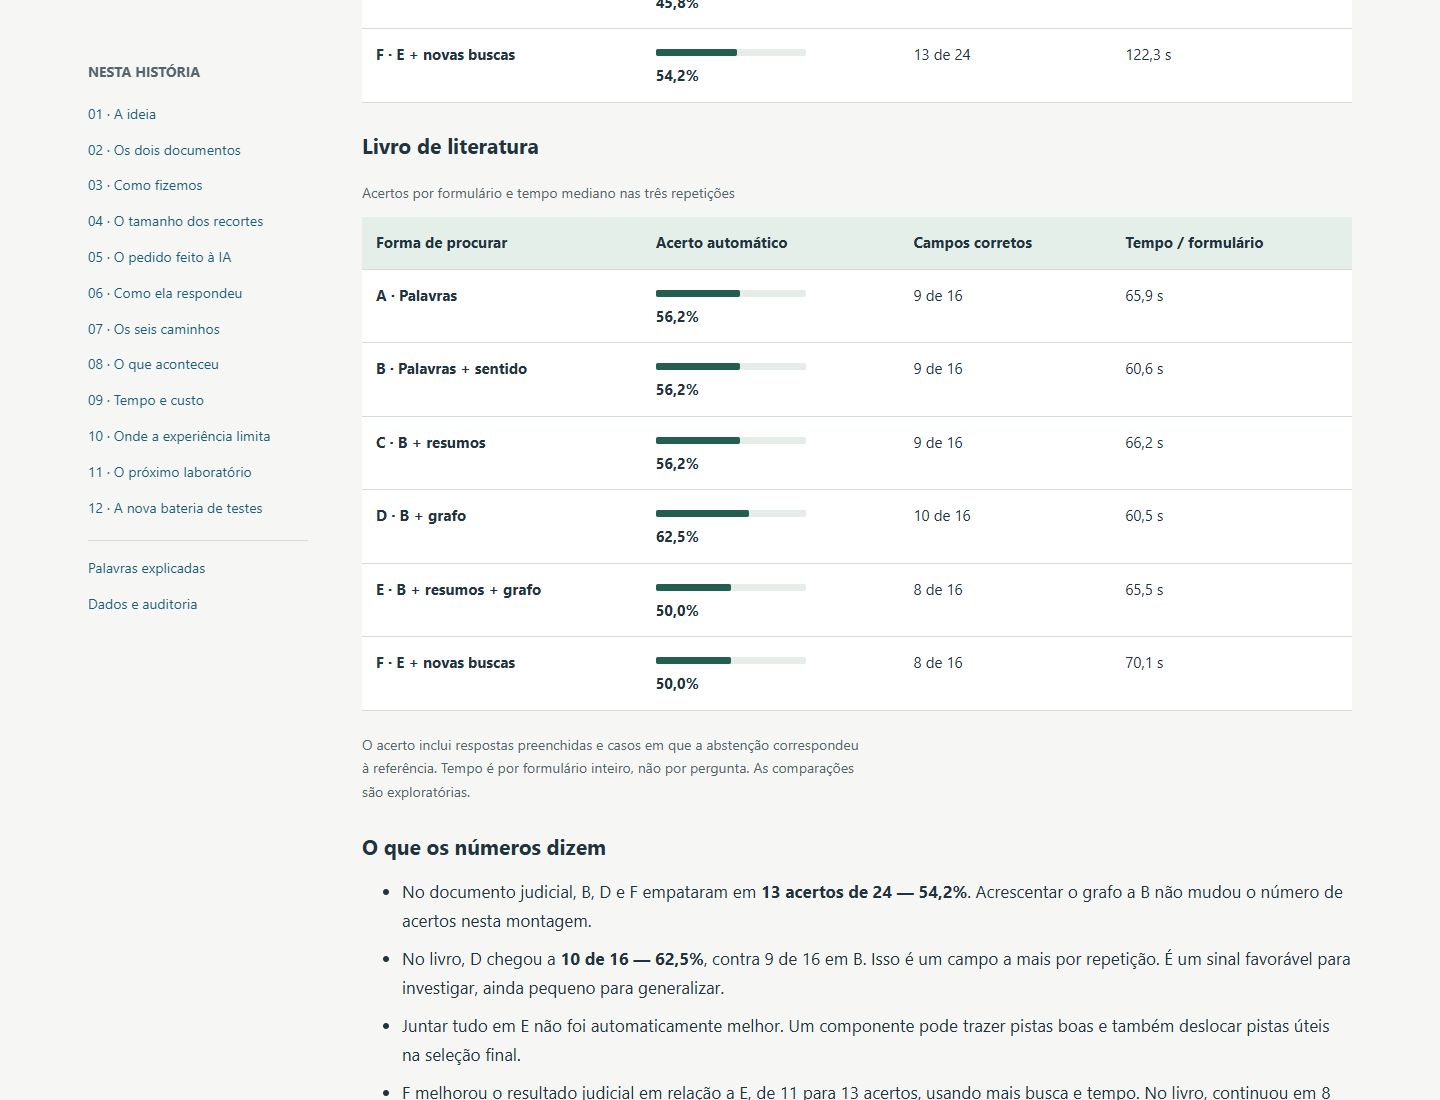 NESTA HISTÓRIA
01 · A ideia
02 · Os dois documentos
03 · Como fizemos
04 · O tamanho dos recortes
05 · O pedido feito à IA
06 · Como ela respondeu
07 · Os seis caminhos
08 · O que aconteceu
09 · Tempo e custo
10 · Onde a experiência limita
11 · O próximo laboratório
12 · A nova bateria de testes
Palavras explicadas
Dados e auditoria
45,8%
F · E + novas buscas 13 de 24 122,3 s
54,2%
Livro de literatura
Acertos por formulário e tempo mediano nas três repetições
Forma de procurar Acerto automático Campos corretos Tempo / formulário
A · Palavras 9 de 16 65,9 s
56,2%
B · Palavras + sentido 9 de 16 60,6 s
56,2%
C · B + resumos 9 de 16 66,2 s
56,2%
D · B + grafo 10 de 16 60,5 s
62,5%
E · B + resumos + grafo 8 de 16 65,5 s
50,0%
F · E + novas buscas 8 de 16 70,1 s
50,0%
O acerto inclui respostas preenchidas e casos em que a abstenção correspondeu
à referência. Tempo é por formulário inteiro, não por pergunta. As comparações
são exploratórias.
O que os números dizem
• No documento judicial, B, D e F empataram em 13 acertos de 24 — 54,2%. Acrescentar o grafo a B não mudou o número de
acertos nesta montagem.
• No livro, D chegou a 10 de 16 — 62,5%, contra 9 de 16 em B. Isso é um campo a mais por repetição. É um sinal favorável para
investigar, ainda pequeno para generalizar.
• Juntar tudo em E não foi automaticamente melhor. Um componente pode trazer pistas boas e também deslocar pistas úteis
na seleção final.
• F melhorou o resultado judicial em relação a E, de 11 para 13 acertos, usando mais busca e tempo. No livro, continuou em 8